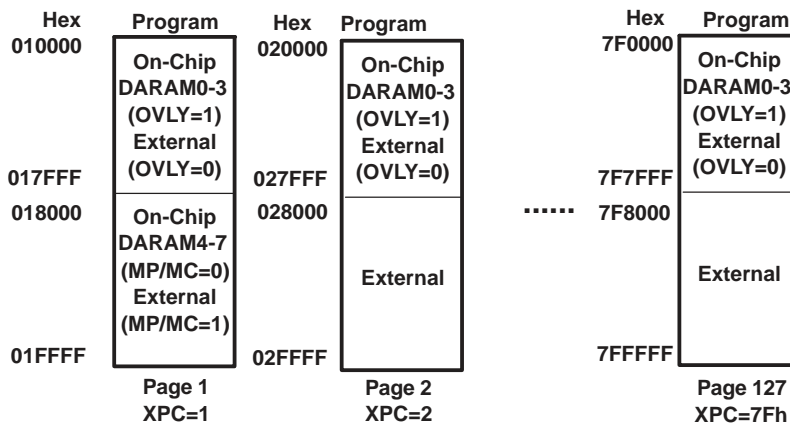 Hex Program
010000
On-Chip
DARAM0-3
(OVLY=1)
External
(OVLY=0)
017FFF
018000
On-Chip
DARAM4-7
(MP/MC=0)
External
(MP/MC=1)
01FFFF
Page 1
XPC=1
Hex Program
020000
On-Chip
DARAM0-3
(OVLY=1)
External
(OVLY=0)
027FFF
028000
External
02FFFF
Page 2
XPC=2
......
Hex Program
7F0000
On-Chip
DARAM0-3
(OVLY=1)
External
(OVLY=0)
7F7FFF
7F8000
External
7FFFFF
Page 127
XPC=7Fh